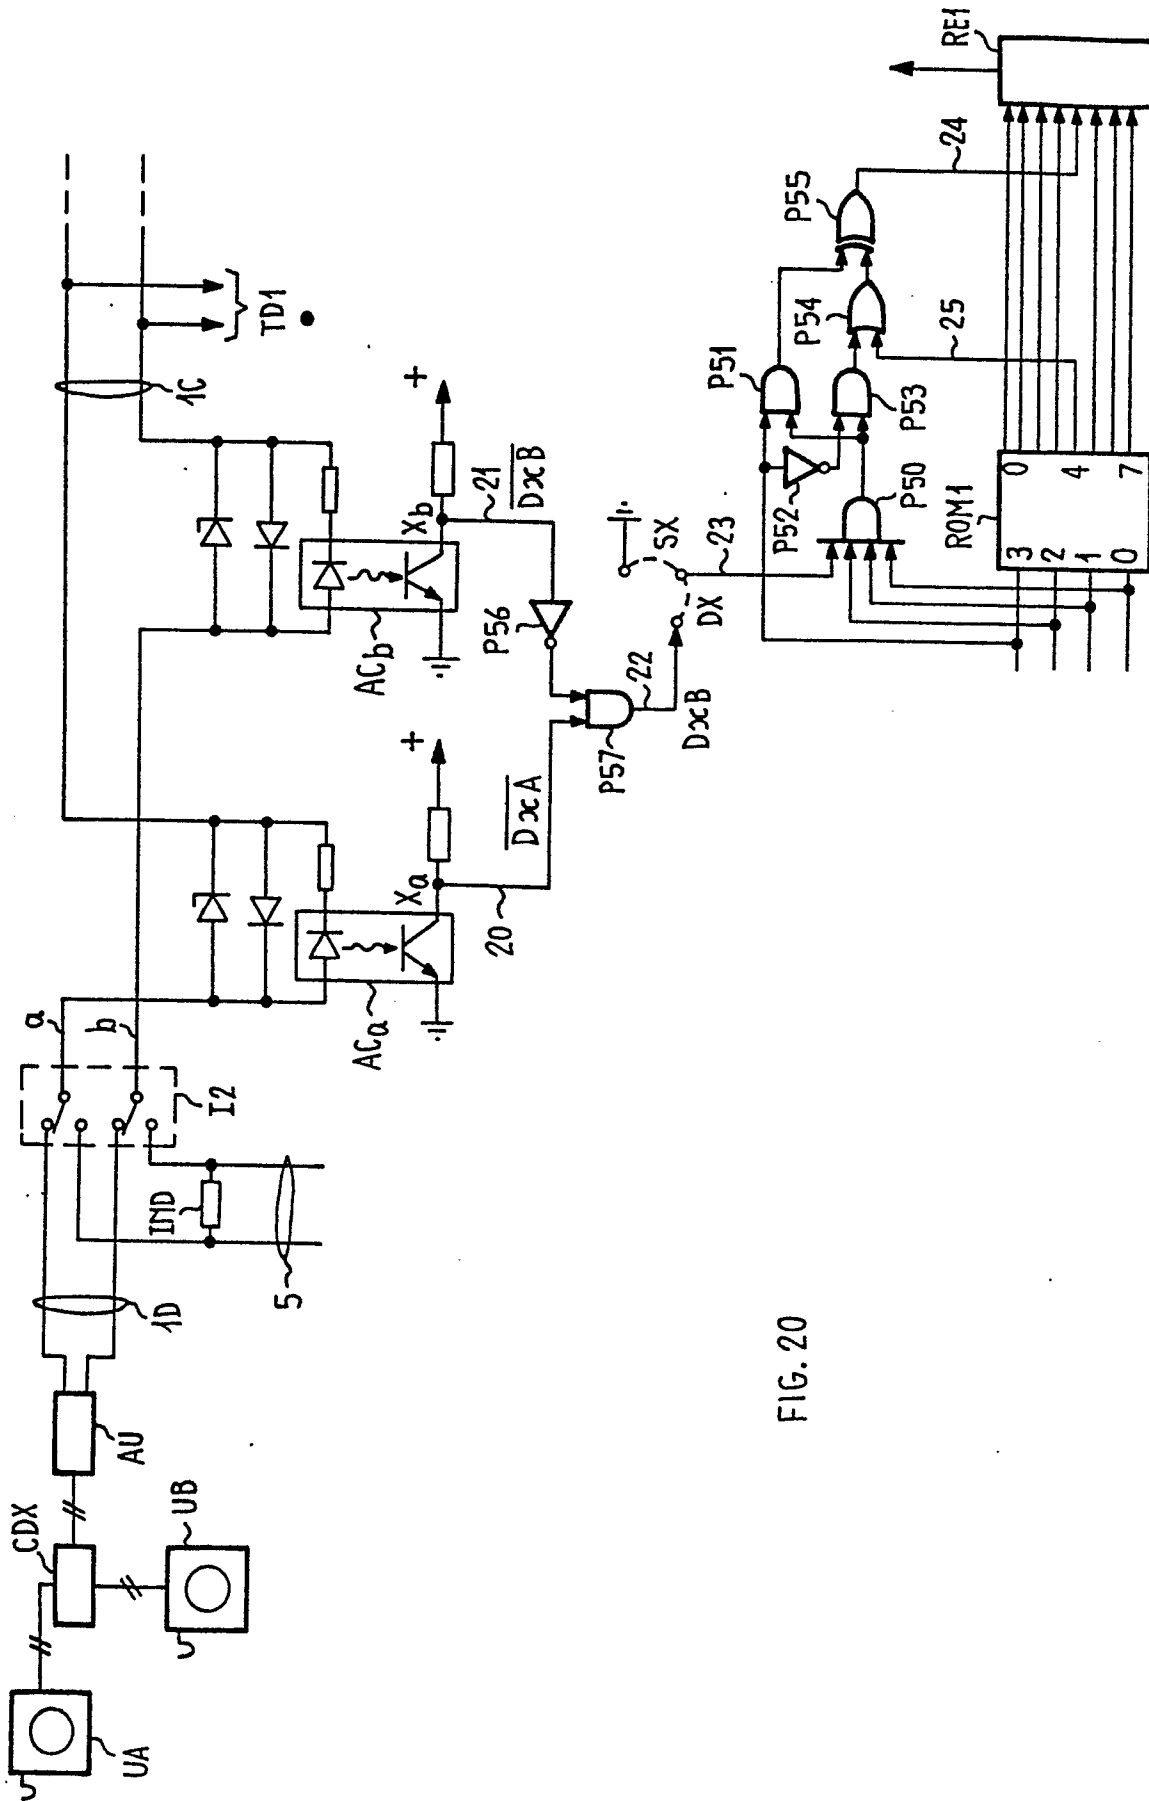 UA
CDX
UB
AU
1D
5
IND
I2
a
b
ACa
Xa
+
20
DxA
ACb
Xb
+
21
DxB
1C
TD1
P56
P57
22
DxB
DX
SX
23
P50
P51
P52
P53
P54
P55
24
25
ROM1
3
2
1
0
0
4
7
RE1
FIG. 20